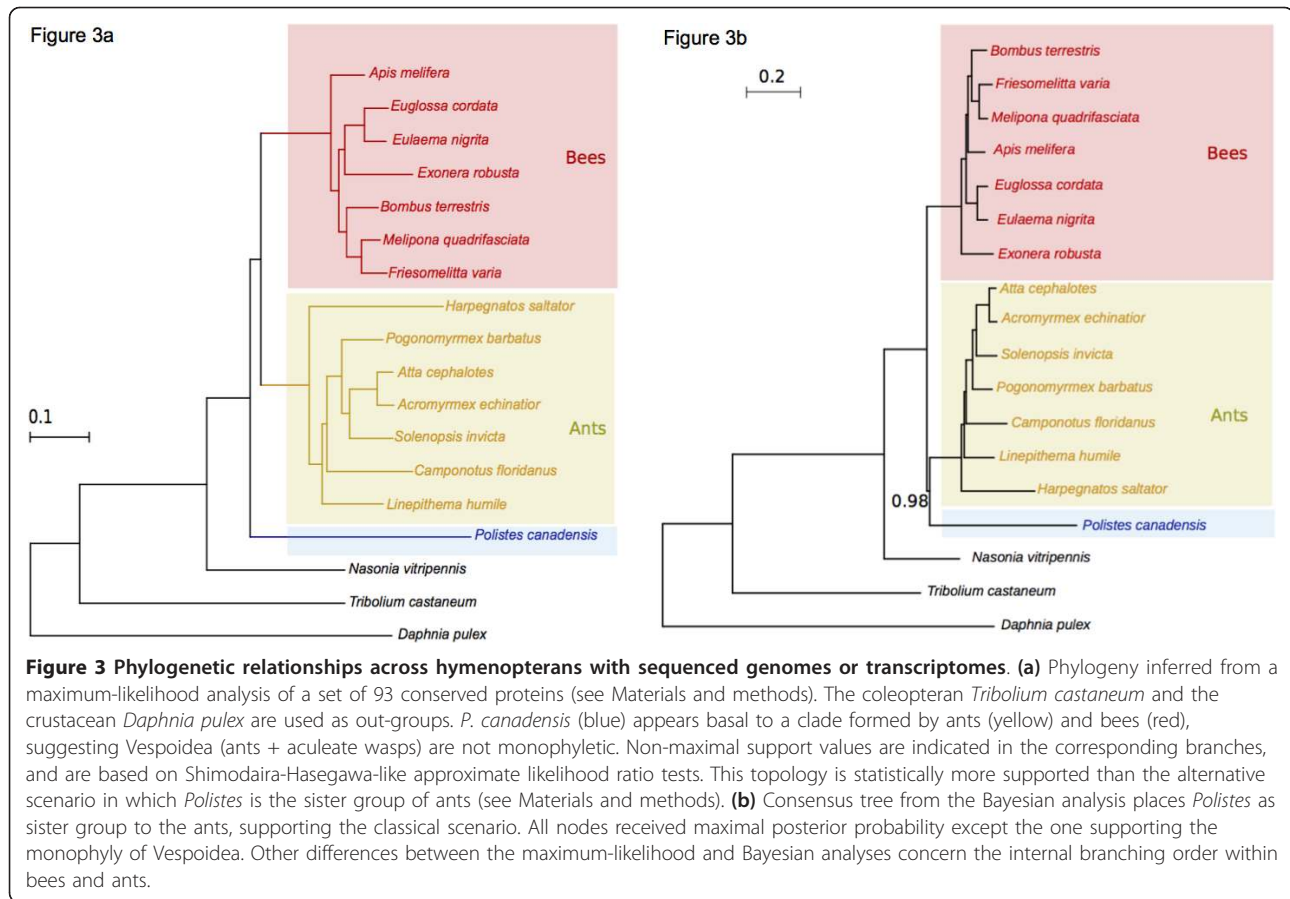 Figure 3a
Apis melifera
Euglossa cordata
Eulaema nigrita
Bees
Exonera robusta
Bombus terrestris
Melipona quadrifasciata
Friesomelitta varia
Harpegnatos saltator
Pogonomyrmex barbatus
Atta cephalotes
0.1
Acromyrmex echinatior
Ants
Solenopsis invicta
Camponotus floridanus
Linepithema humile
Polistes canadensis
Nasonia vitripennis
Tribolium castaneum
Daphnia pulex
Figure 3b
0.2
Bombus terrestris
Friesomelitta varia
Melipona quadrifasciata
Apis melifera
Bees
Euglossa cordata
Eulaema nigrita
Exonera robusta
Atta cephalotes
Acromyrmex echinatior
Solenopsis invicta
Pogonomyrmex barbatus
Ants
Camponotus floridanus
Linepithema humile
Harpegnatos saltator
0.98
Polistes canadensis
Nasonia vitripennis
Tribolium castaneum
Daphnia pulex
Figure 3 Phylogenetic relationships across hymenopterans with sequenced genomes or transcriptomes. (a) Phylogeny inferred from a
maximum-likelihood analysis of a set of 93 conserved proteins (see Materials and methods). The coleopteran Tribolium castaneum and the
crustacean Daphnia pulex are used as out-groups. P. canadensis (blue) appears basal to a clade formed by ants (yellow) and bees (red),
suggesting Vespoidea (ants + aculeate wasps) are not monophyletic. Non-maximal support values are indicated in the corresponding branches,
and are based on Shimodaira-Hasegawa-like approximate likelihood ratio tests. This topology is statistically more supported than the alternative
scenario in which Polistes is the sister group of ants (see Materials and methods). (b) Consensus tree from the Bayesian analysis places Polistes as
sister group to the ants, supporting the classical scenario. All nodes received maximal posterior probability except the one supporting the
monophyly of Vespoidea. Other differences between the maximum-likelihood and Bayesian analyses concern the internal branching order within
bees and ants.